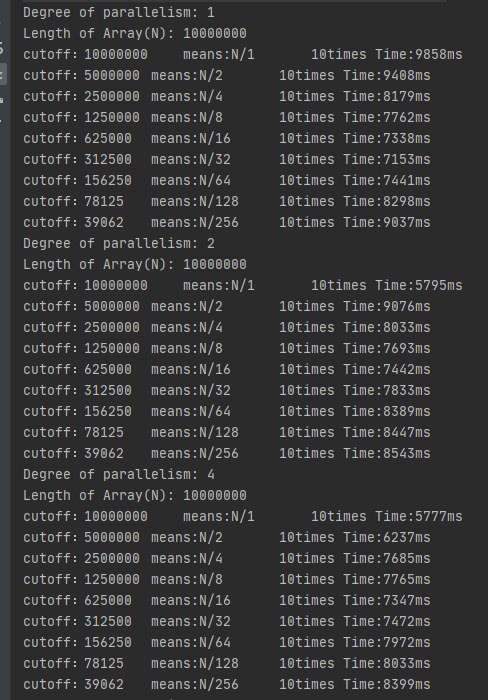 Degree of parallelism: 1
Length of Array(N): 10000000
cutoff：10000000 means:N/1 10times Time:9858ms
cutoff：5000000 means:N/2 10times Time:9408ms
cutoff：2500000 means:N/4 10times Time:8179ms
cutoff：1250000 means:N/8 10times Time:7762ms
cutoff：625000 means:N/16 10times Time:7338ms
cutoff：312500 means:N/32 10times Time:7153ms
cutoff：156250 means:N/64 10times Time:7441ms
cutoff：78125 means:N/128 10times Time:8298ms
cutoff：39062 means:N/256 10times Time:9037ms
Degree of parallelism: 2
Length of Array(N): 10000000
cutoff：10000000 means:N/1 10times Time:5795ms
cutoff：5000000 means:N/2 10times Time:9076ms
cutoff：2500000 means:N/4 10times Time:8033ms
cutoff：1250000 means:N/8 10times Time:7693ms
cutoff：625000 means:N/16 10times Time:7442ms
cutoff：312500 means:N/32 10times Time:7833ms
cutoff：156250 means:N/64 10times Time:8389ms
cutoff：78125 means:N/128 10times Time:8447ms
cutoff：39062 means:N/256 10times Time:8543ms
Degree of parallelism: 4
Length of Array(N): 10000000
cutoff：10000000 means:N/1 10times Time:5777ms
cutoff：5000000 means:N/2 10times Time:6237ms
cutoff：2500000 means:N/4 10times Time:7685ms
cutoff：1250000 means:N/8 10times Time:7765ms
cutoff：625000 means:N/16 10times Time:7347ms
cutoff：312500 means:N/32 10times Time:7472ms
cutoff：156250 means:N/64 10times Time:7972ms
cutoff：78125 means:N/128 10times Time:8033ms
cutoff：39062 means:N/256 10times Time:8399ms